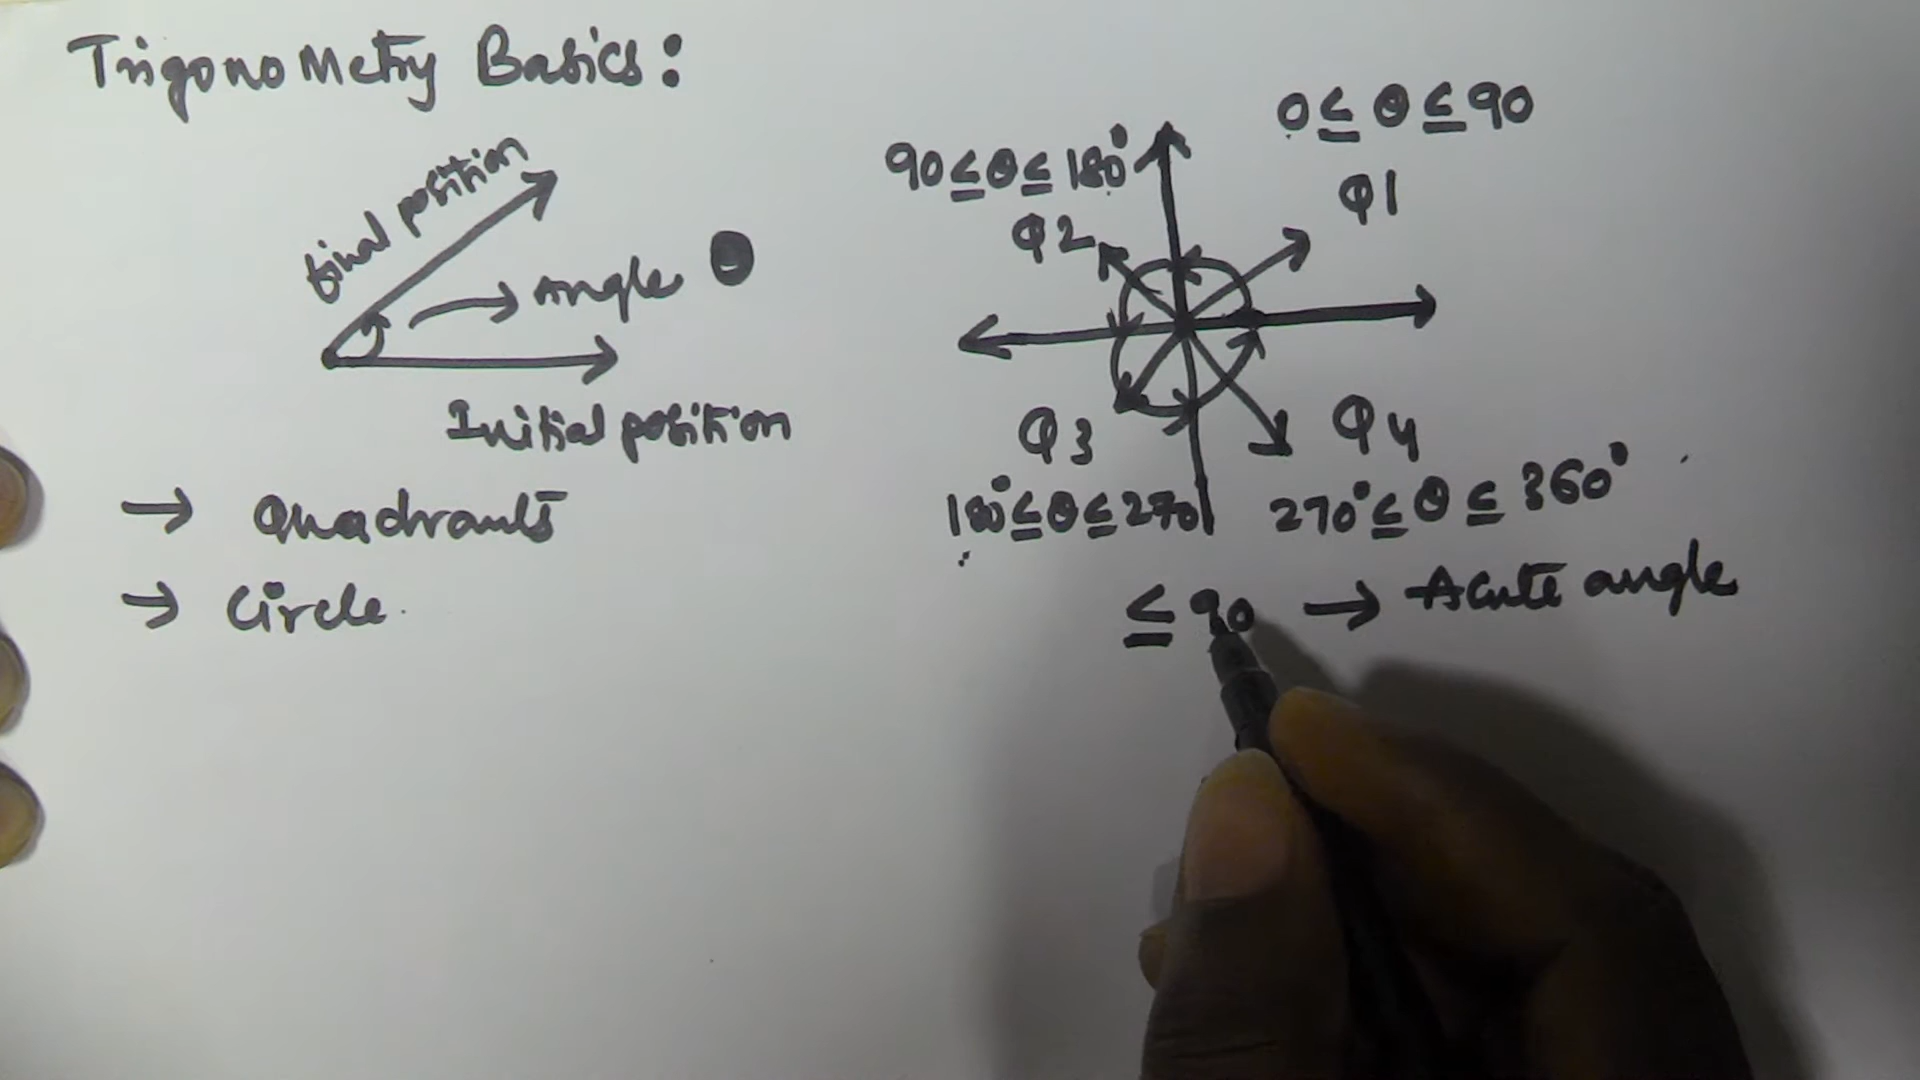 Trigonometry Basics:
final position
Angle θ
Initial position
→ Quadrants
→ Circle.
0 ≤ θ ≤ 90
90 ≤ θ ≤ 180°
Q1
Q2
Q3
Q4
180° ≤ θ ≤ 270
270° ≤ θ ≤ 360°
≤ 90 → Acute angle